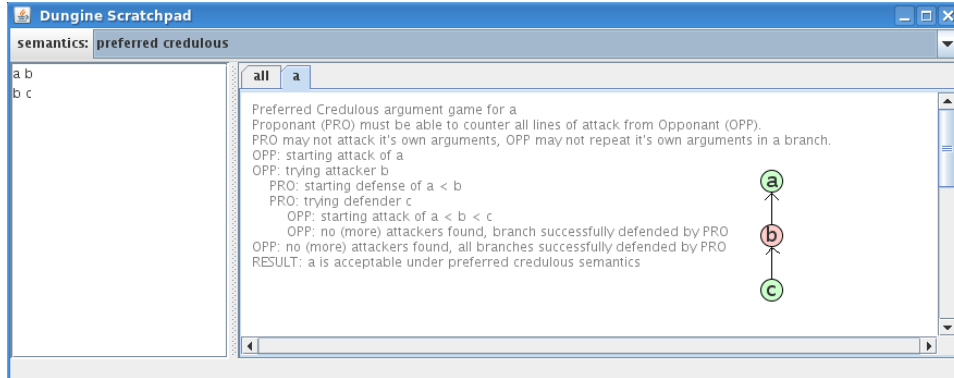 Dungine Scratchpad
semantics: preferred credulous
a b
b c
all a
Preferred Credulous argument game for a
Proponant (PRO) must be able to counter all lines of attack from Opponant (OPP).
PRO may not attack it's own arguments, OPP may not repeat it's own arguments in a branch.
OPP: starting attack of a
OPP: trying attacker b
PRO: starting defense of a < b
PRO: trying defender c
OPP: starting attack of a < b < c
OPP: no (more) attackers found, branch successfully defended by PRO
OPP: no (more) attackers found, all branches successfully defended by PRO
RESULT: a is acceptable under preferred credulous semantics
a
b
c